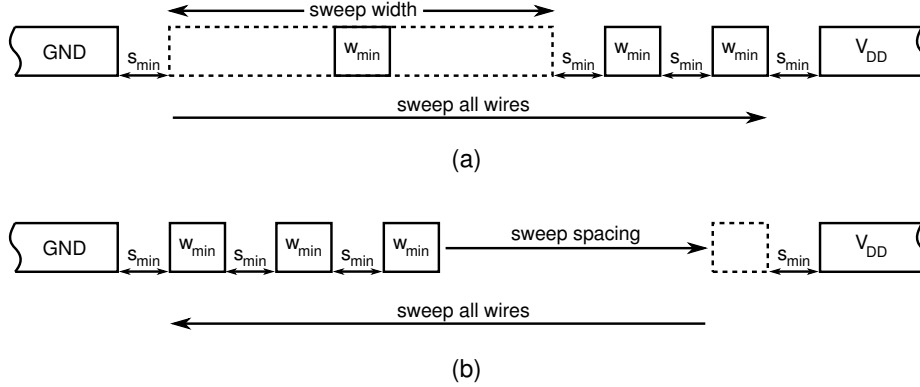 sweep width
GND w_min w_min w_min V_DD
s_min s_min s_min s_min
sweep all wires
(a)
GND w_min w_min w_min sweep spacing V_DD
s_min s_min s_min s_min
sweep all wires
(b)